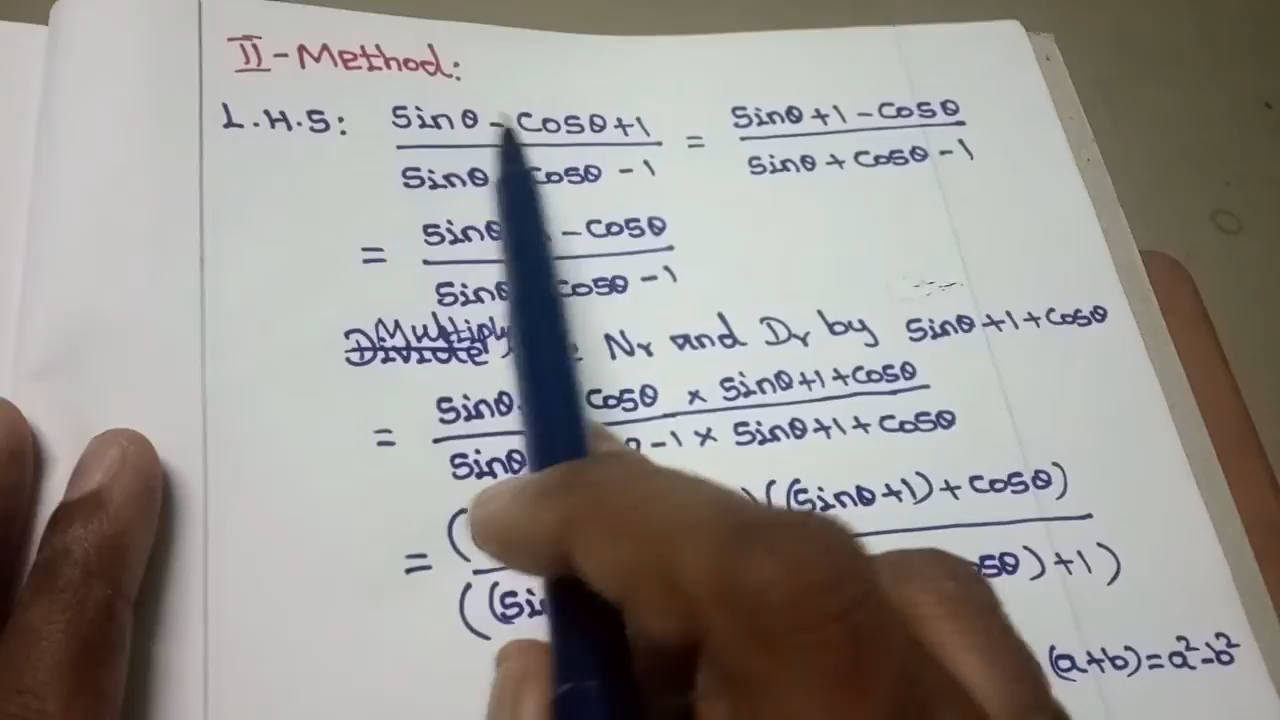 II-Method:
L.H.S: Sinθ - Cosθ+1 / Sinθ Cosθ - 1 = Sinθ +1 - Cosθ / Sinθ + Cosθ - 1
= Sinθ - Cosθ / Sinθ Cosθ - 1
Multiply Nr and Dr by Sinθ+1+Cosθ
= Sinθ Cosθ × Sinθ+1+Cosθ / Sinθ -1 × Sinθ+1+Cosθ
= ( )((Sinθ+1)+Cosθ) / ((Sin )+1)
(a+b)=a²-b²